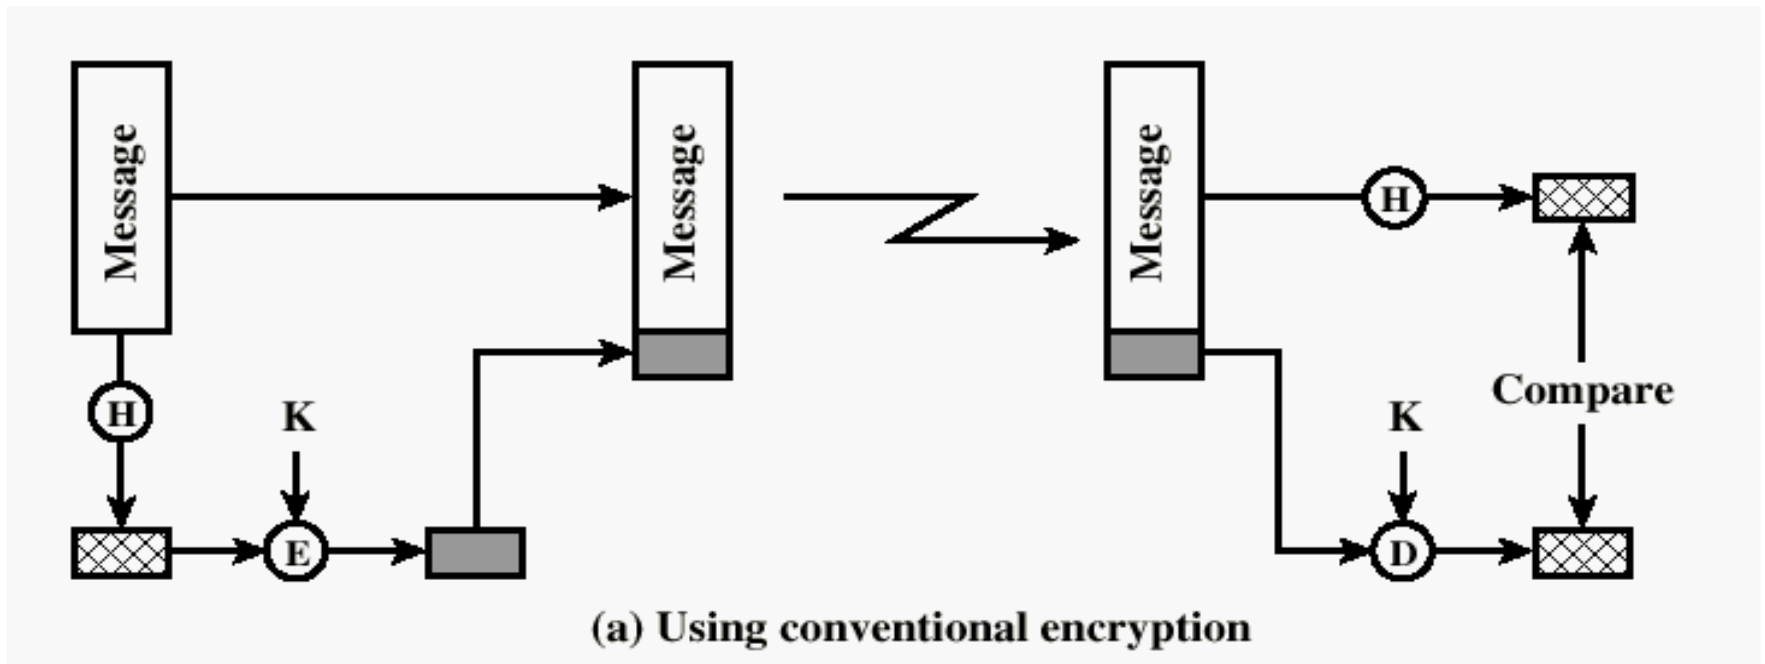 Message
Message
Message
H
H
K
K
Compare
E
D
(a) Using conventional encryption